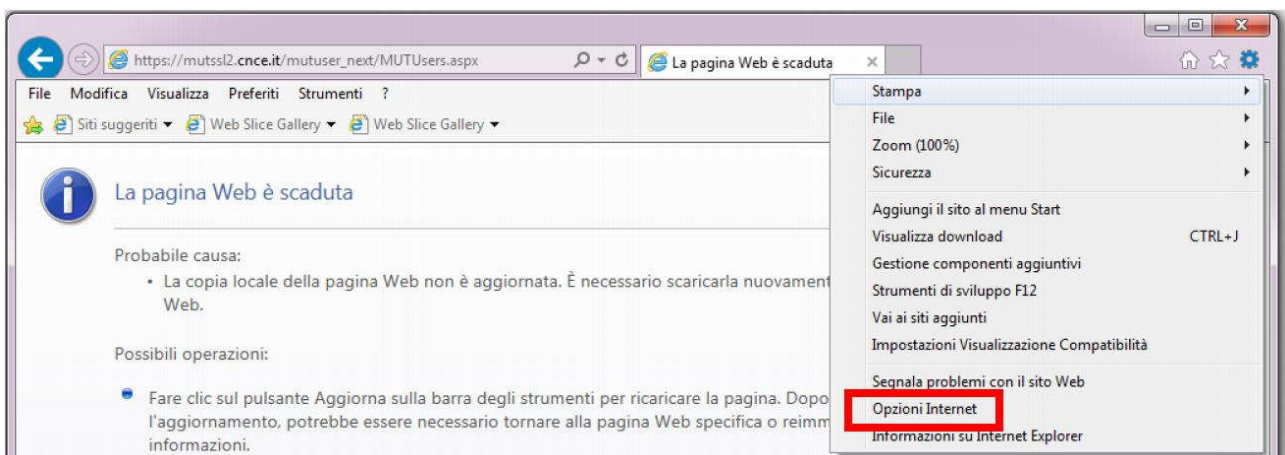 https://mutssl2.cnce.it/mutuser_next/MUTUsers.aspx
La pagina Web è scaduta
File Modifica Visualizza Preferiti Strumenti ?
Siti suggeriti Web Slice Gallery Web Slice Gallery
La pagina Web è scaduta
Probabile causa:
• La copia locale della pagina Web non è aggiornata. È necessario scaricarla nuovament
Web.
Possibili operazioni:
Fare clic sul pulsante Aggiorna sulla barra degli strumenti per ricaricare la pagina. Dopo
l'aggiornamento, potrebbe essere necessario tornare alla pagina Web specifica o reimm
informazioni.
Stampa
File
Zoom (100%)
Sicurezza
Aggiungi il sito al menu Start
Visualizza download CTRL+J
Gestione componenti aggiuntivi
Strumenti di sviluppo F12
Vai ai siti aggiunti
Impostazioni Visualizzazione Compatibilità
Segnala problemi con il sito Web
Opzioni Internet
Informazioni su Internet Explorer